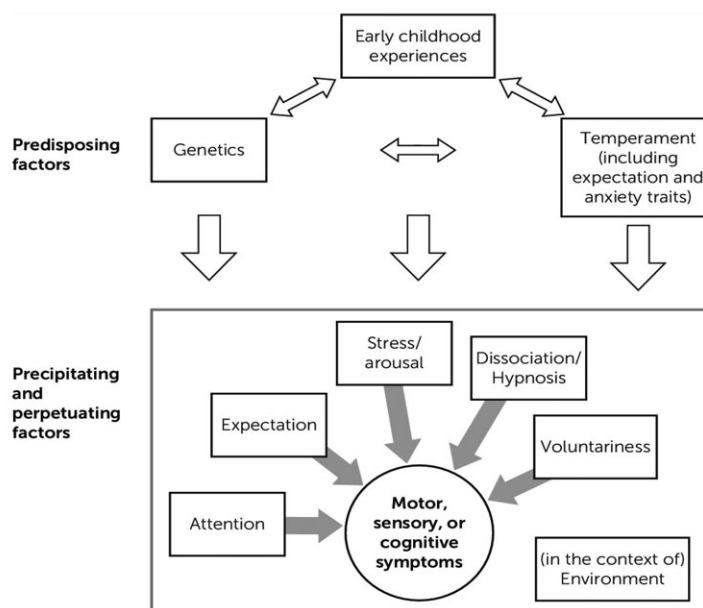 Early childhood
experiences
Predisposing
factors
Genetics
Temperament
(including
expectation and
anxiety traits)
Precipitating
and
perpetuating
factors
Stress/
arousal
Dissociation/
Hypnosis
Expectation
Voluntariness
Attention
Motor,
sensory, or
cognitive
symptoms
(in the context of)
Environment